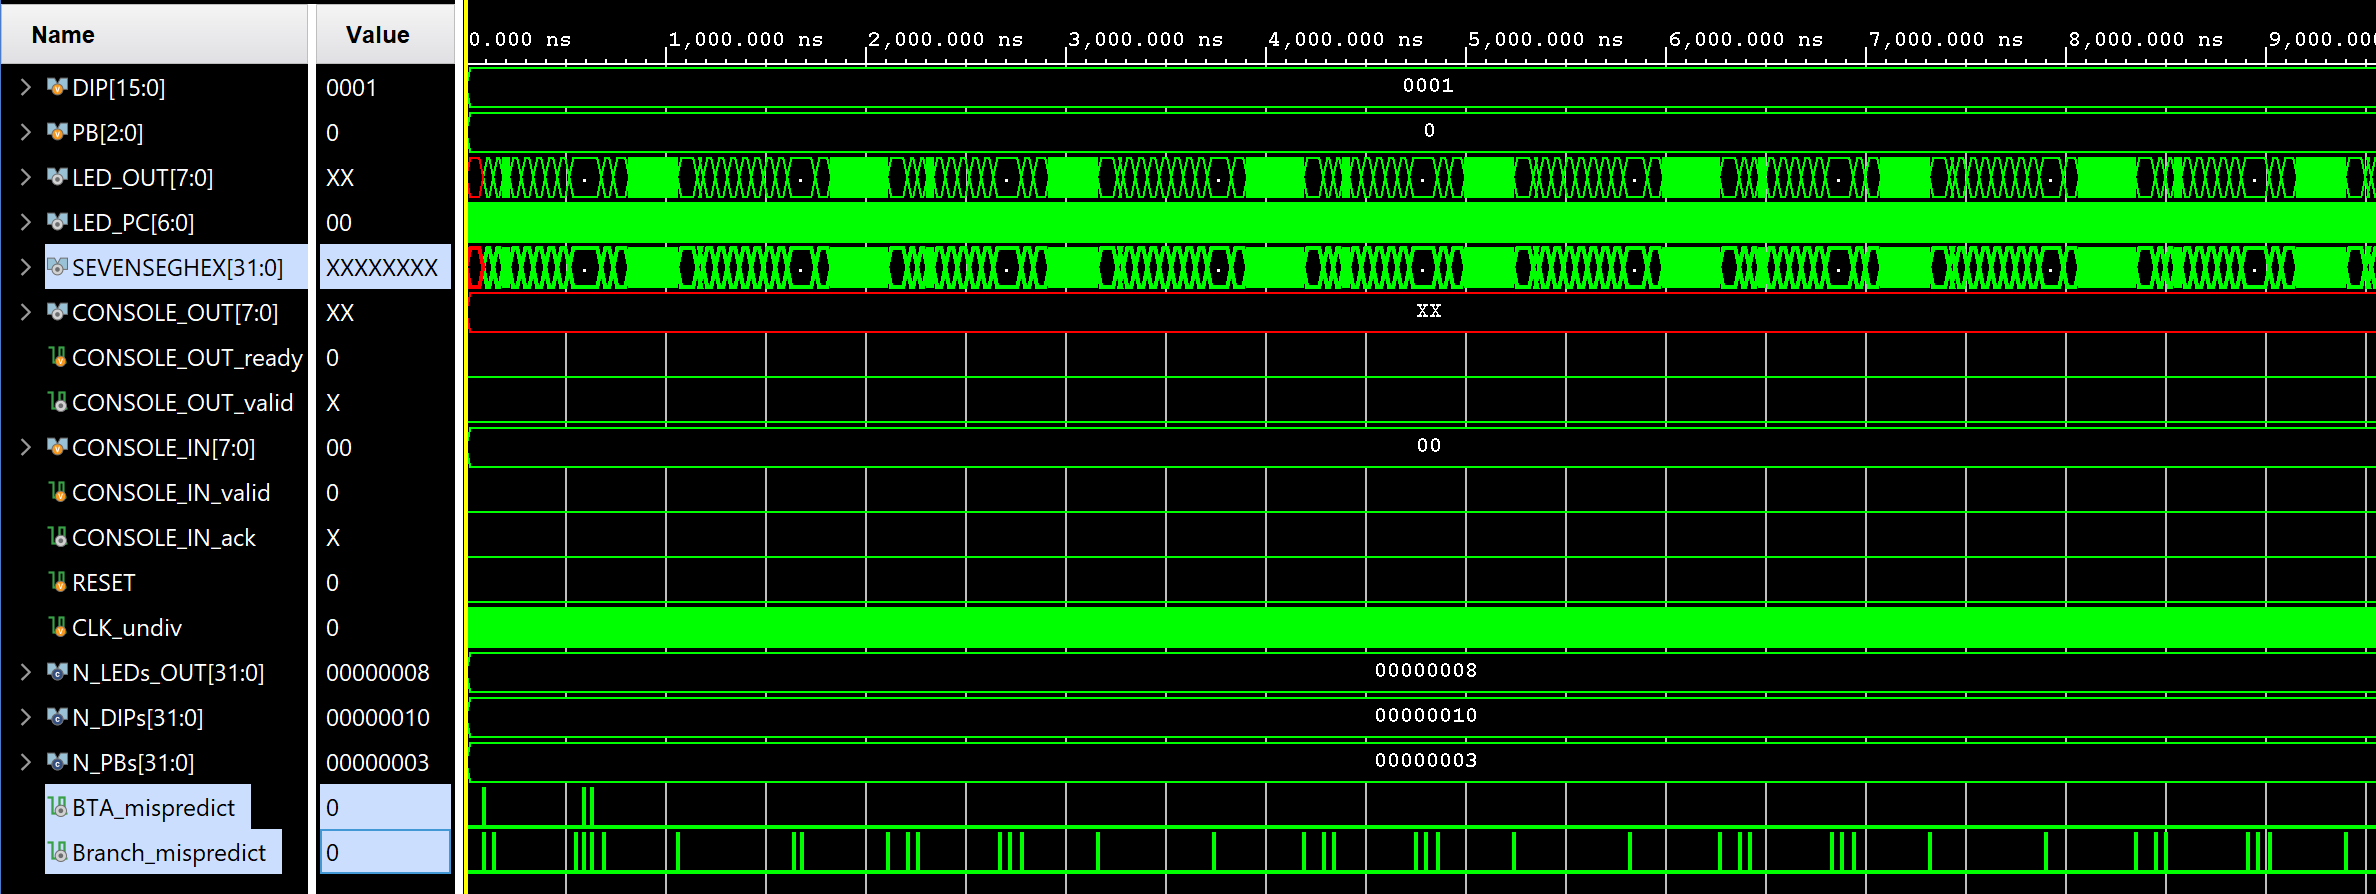 Name Value
0.000 ns 1,000.000 ns 2,000.000 ns 3,000.000 ns 4,000.000 ns 5,000.000 ns 6,000.000 ns 7,000.000 ns 8,000.000 ns 9,000.00
DIP[15:0] 0001 0001
PB[2:0] 0 0
LED_OUT[7:0] XX
LED_PC[6:0] 00
SEVENSEGHEX[31:0] XXXXXXXX
CONSOLE_OUT[7:0] XX XX
CONSOLE_OUT_ready 0
CONSOLE_OUT_valid X
CONSOLE_IN[7:0] 00 00
CONSOLE_IN_valid 0
CONSOLE_IN_ack X
RESET 0
CLK_undiv 0
N_LEDs_OUT[31:0] 00000008 00000008
N_DIPs[31:0] 00000010 00000010
N_PBs[31:0] 00000003 00000003
BTA_mispredict 0
Branch_mispredict 0